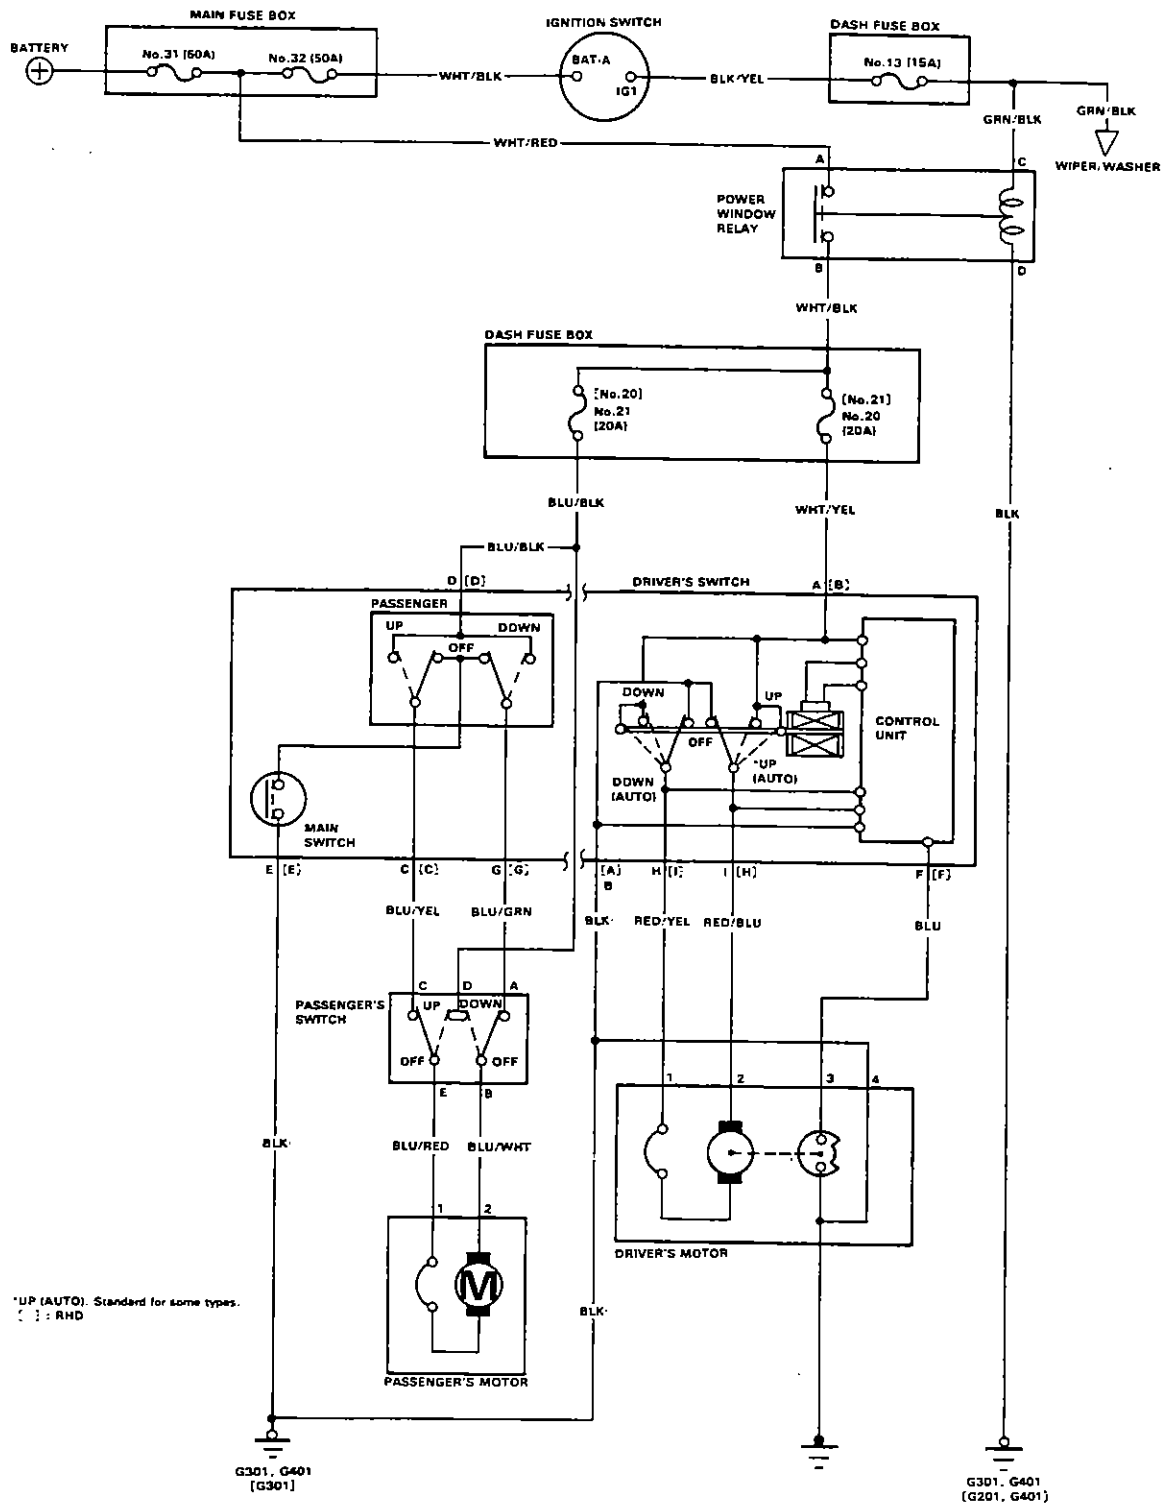 MAIN FUSE BOX
IGNITION SWITCH
DASH FUSE BOX
BATTERY
No.31 (60A)
No.32 (50A)
BAT-A
IG1
No.13 (15A)
WHT/BLK
BLK/YEL
GRN/BLK
GRN/BLK
WHT/RED
WIPER/WASHER
A
C
POWER
WINDOW
RELAY
B
D
WHT/BLK
DASH FUSE BOX
[No.20]
No.21
(20A)
[No.21]
No.20
(20A)
BLU/BLK
WHT/YEL
BLK
BLU/BLK
D [D]
DRIVER'S SWITCH
A [B]
PASSENGER
UP
DOWN
OFF
DOWN
UP
OFF
CONTROL
UNIT
DOWN
(AUTO)
*UP
(AUTO)
MAIN
SWITCH
E [E]
C [C]
G [G]
[A]
B
H [I]
I [H]
F [F]
BLU/YEL
BLU/GRN
BLK
RED/YEL
RED/BLU
BLU
C
D
A
PASSENGER'S
SWITCH
UP
DOWN
OFF
OFF
E
B
1
2
3
4
BLK
BLU/RED
BLU/WHT
1
2
DRIVER'S MOTOR
M
*UP (AUTO). Standard for some types.
[ ] : RHD
BLK
PASSENGER'S MOTOR
G301, G401
[G301]
G301, G401
[G201, G401]